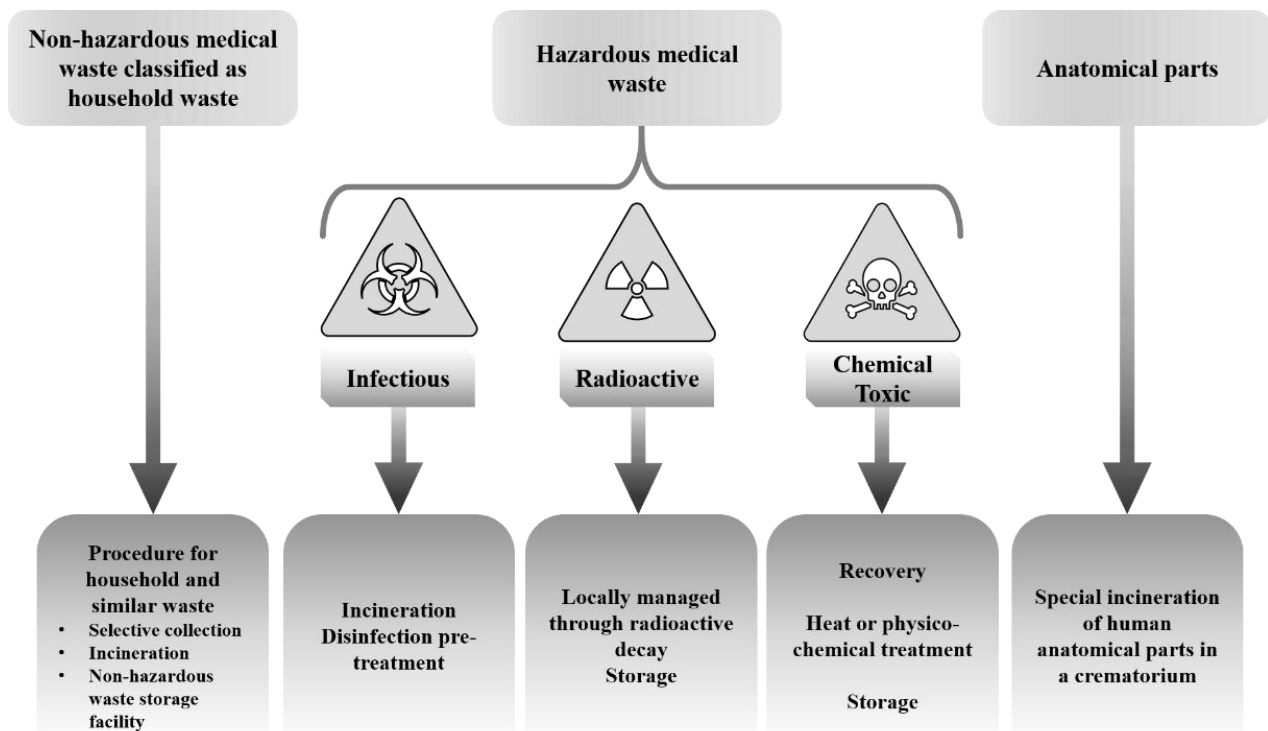 Non-hazardous medical
waste classified as
household waste
Hazardous medical
waste
Anatomical parts
Infectious
Radioactive
Chemical
Toxic
Procedure for
household and
similar waste
• Selective collection
• Incineration
• Non-hazardous
waste storage
facility
Incineration
Disinfection pre-
treatment
Locally managed
through radioactive
decay
Storage
Recovery
Heat or physico-
chemical treatment
Storage
Special incineration
of human
anatomical parts in
a crematorium